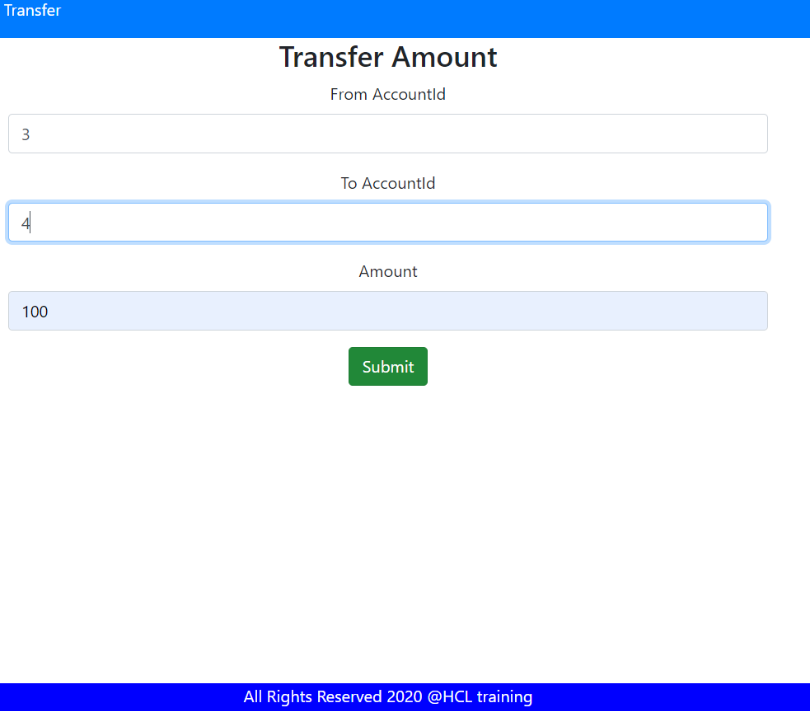 Transfer
Transfer Amount
From AccountId
3
To AccountId
4
Amount
100
Submit
All Rights Reserved 2020 @HCL training